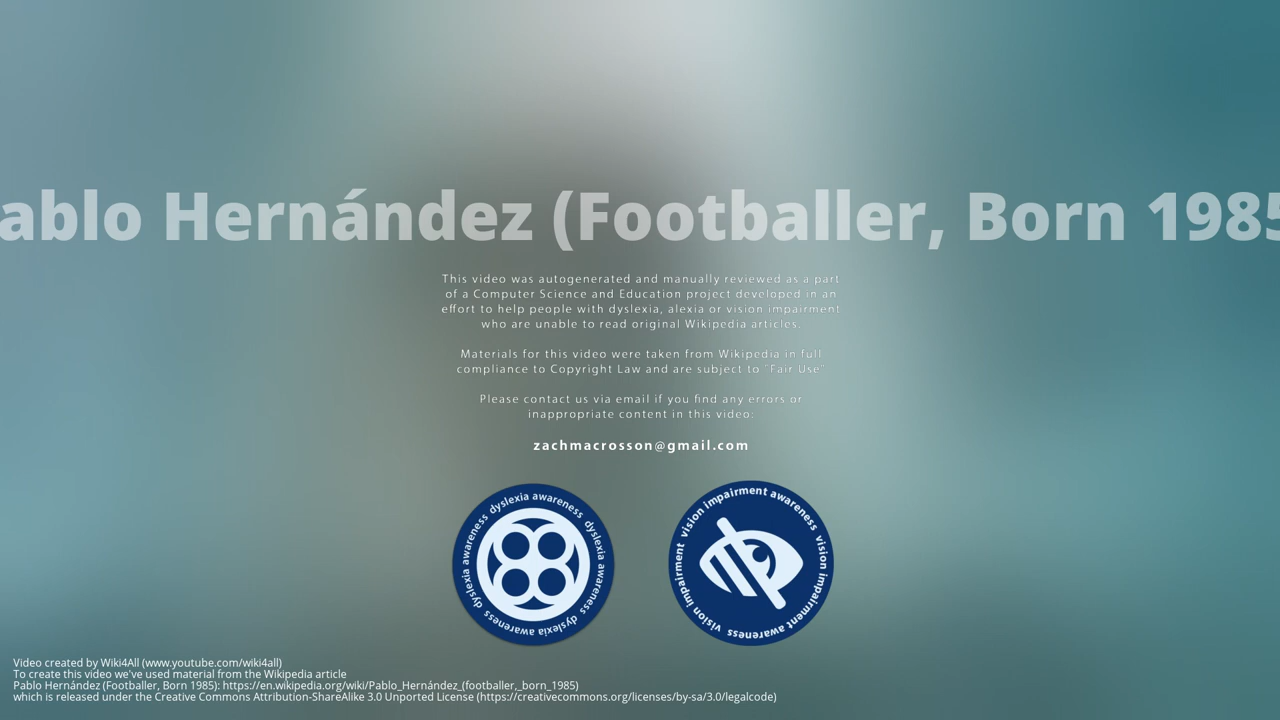 ablo Hernández (Footballer, Born 1985
This video was autogenerated and manually reviewed as a part
of a Computer Science and Education project developed in an
effort to help people with dyslexia, alexia or vision impairment
who are unable to read original Wikipedia articles.
Materials for this video were taken from Wikipedia in full
compliance to Copyright Law and are subject to "Fair Use"
Please contact us via email if you find any errors or
inappropriate content in this video:
zachmacrosson@gmail.com
dyslexia awareness dyslexia awareness dyslexia awareness dyslexia awareness
vision impairment awareness vision impairment awareness vision impairment
Video created by Wiki4All (www.youtube.com/wiki4all)
To create this video we've used material from the Wikipedia article
Pablo Hernández (Footballer, Born 1985): https://en.wikipedia.org/wiki/Pablo_Hernández_(footballer,_born_1985)
which is released under the Creative Commons Attribution-ShareAlike 3.0 Unported License (https://creativecommons.org/licenses/by-sa/3.0/legalcode)